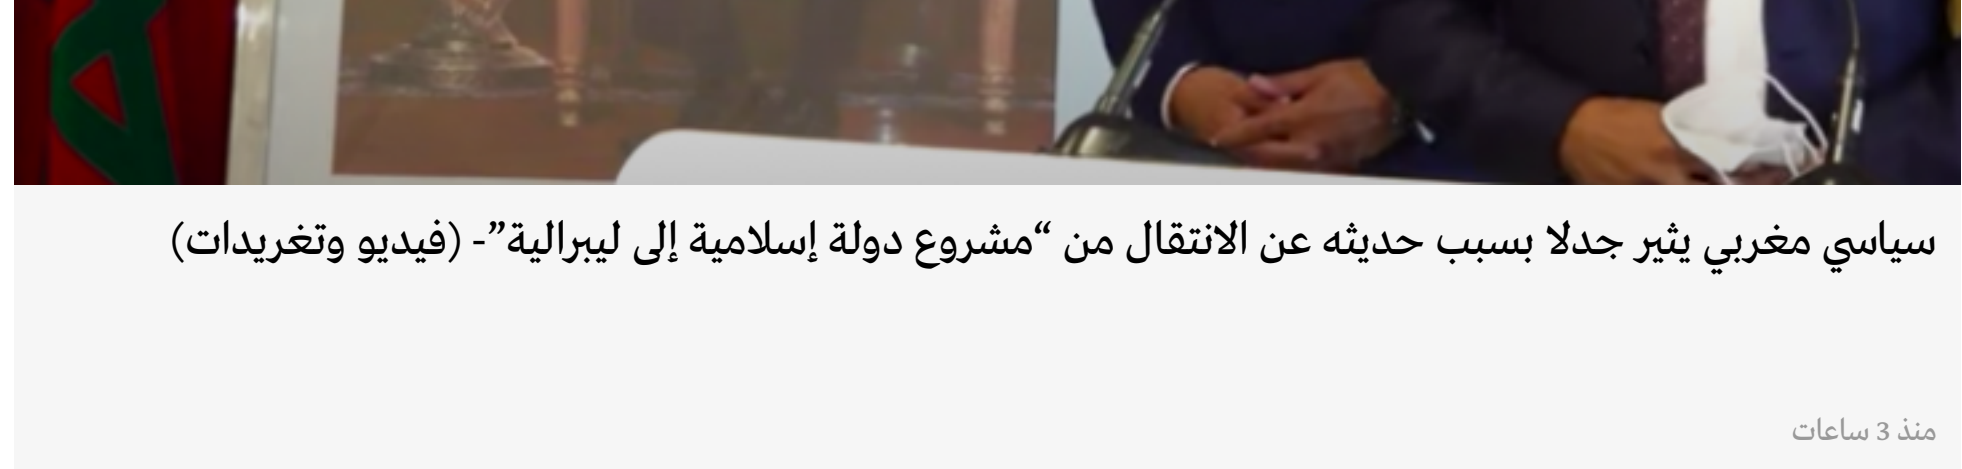 سياسي مغربي يثير جدلا بسبب حديثه عن الانتقال من “مشروع دولة إسلامية إلى ليبرالية”- (فيديو وتغريدات)
منذ 3 ساعات